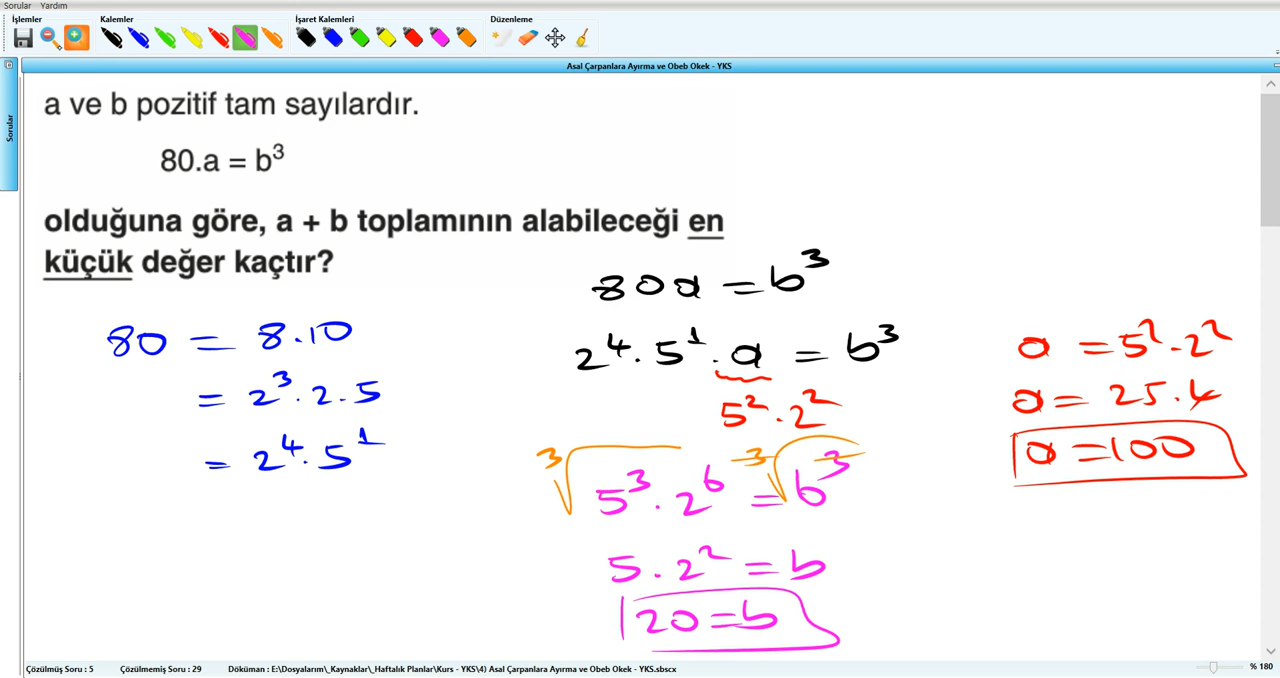 Sorular Yardım
İşlemler Kalemler İşaret Kalemleri Düzenleme
Asal Çarpanlara Ayırma ve Obeb Okek - YKS
Sorular
a ve b pozitif tam sayılardır.
80.a = b³
olduğuna göre, a + b toplamının alabileceği en
küçük değer kaçtır?
80 = 8.10
= 2³.2.5
= 2⁴.5¹
80a = b³
2⁴.5¹.a = b³
5².2²
³√5³.2⁶ = ³√b³
5.2² = b
20=b
a = 5².2²
a = 25.4
a = 100
Çözülmüş Soru : 5 Çözülmemiş Soru : 29 Döküman : E:\Dosyalarım\_Kaynaklar\_Haftalık Planlar\Kurs - YKS\4) Asal Çarpanlara Ayırma ve Obeb Okek - YKS.sbscx % 180